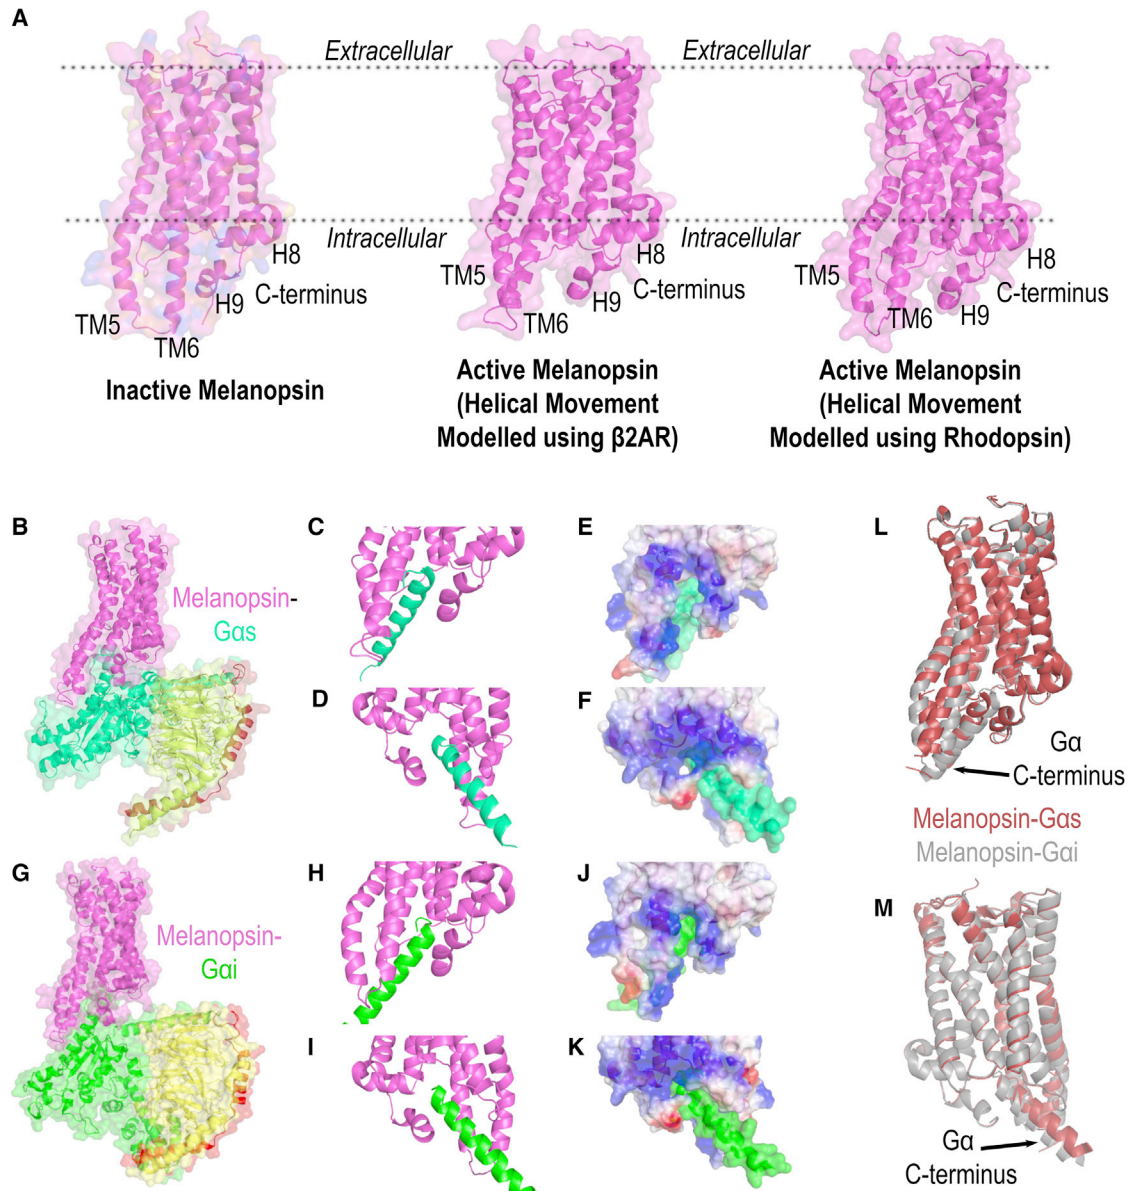 A
Extracellular
Extracellular
Intracellular
Intracellular
TM5
TM6
H9
H8
C-terminus
Inactive Melanopsin
TM5
TM6
H9
H8
C-terminus
Active Melanopsin
(Helical Movement
Modelled using β2AR)
TM5
TM6
H9
H8
C-terminus
Active Melanopsin
(Helical Movement
Modelled using Rhodopsin)
B
Melanopsin-
Gαs
C
D
E
F
G
Melanopsin-
Gαi
H
I
J
K
L
Gα
C-terminus
Melanopsin-Gαs
Melanopsin-Gαi
M
Gα
C-terminus